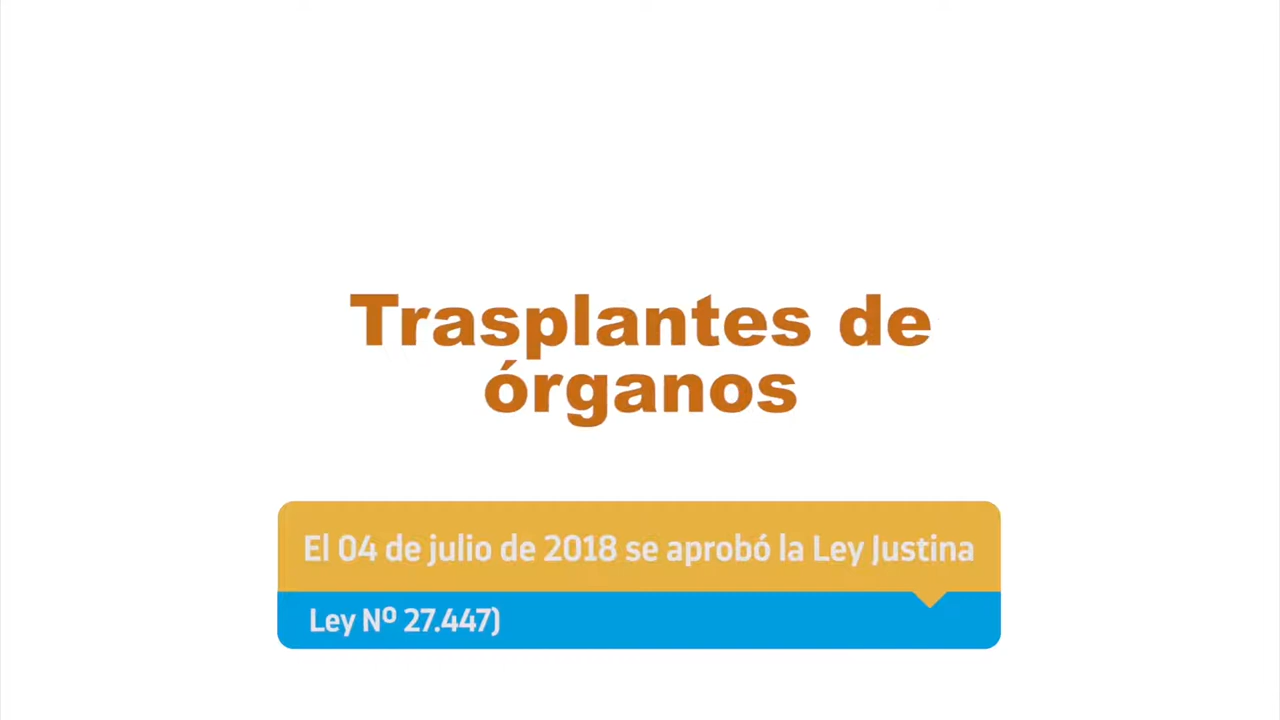 Trasplantes de
órganos
El 04 de julio de 2018 se aprobó la Ley Justina
Ley Nº 27.447)